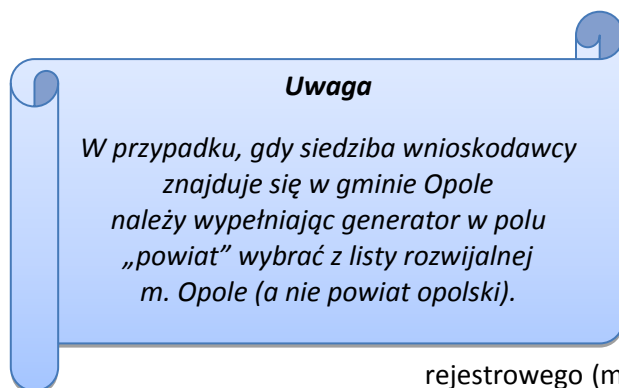 Uwaga
W przypadku, gdy siedziba wnioskodawcy
znajduje się w gminie Opole
należy wypełniając generator w polu
„powiat” wybrać z listy rozwijalnej
m. Opole (a nie powiat opolski).
rejestrowego (m